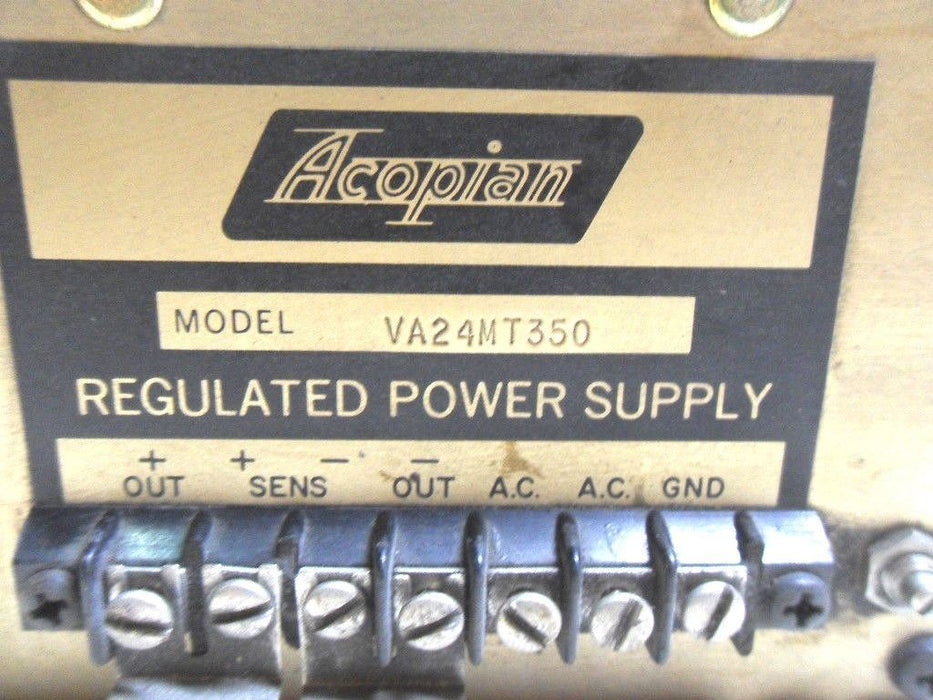 Acopian
MODEL VA24MT350
REGULATED POWER SUPPLY
+ + - -
OUT SENS OUT A.C. A.C. GND